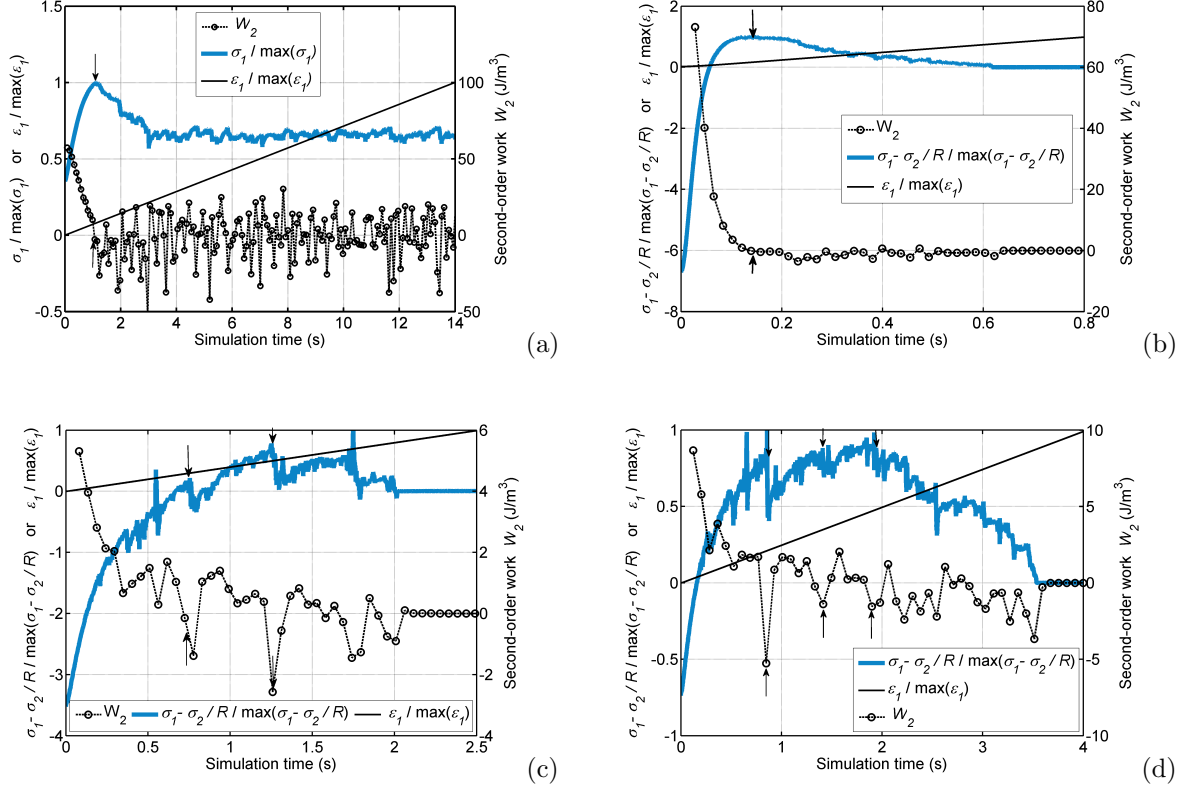 1.5
1
0.5
0
-0.5
σ1 / max(σ1) or ε1 / max(ε1)
W2
σ1 / max(σ1)
ε1 / max(ε1)
100
50
0
-50
Second-order work W2 (J/m³)
0 2 4 6 8 10 12 14
Simulation time (s)
(a)
2
0
-2
-4
-6
-8
σ1- σ2 / R / max(σ1- σ2 / R) or ε1 / max(ε1)
W2
σ1- σ2 / R / max(σ1- σ2 / R)
ε1 / max(ε1)
80
60
40
20
0
-20
Second-order work W2 (J/m³)
0 0.2 0.4 0.6 0.8
Simulation time (s)
(b)
1
0
-1
-2
-3
-4
σ1- σ2 / R / max(σ1- σ2 / R) or ε1 / max(ε1)
W2 σ1- σ2 / R / max(σ1- σ2 / R) ε1 / max(ε1)
6
4
2
0
-2
-4
Second-order work W2 (J/m³)
0 0.5 1 1.5 2 2.5
Simulation time (s)
(c)
1
0.5
0
-0.5
-1
σ1- σ2 / R / max(σ1- σ2 / R) or ε1 / max(ε1)
σ1- σ2 / R / max(σ1- σ2 / R)
ε1 / max(ε1)
W2
10
5
0
-5
-10
Second-order work W2 (J/m³)
0 1 2 3 4
Simulation time (s)
(d)